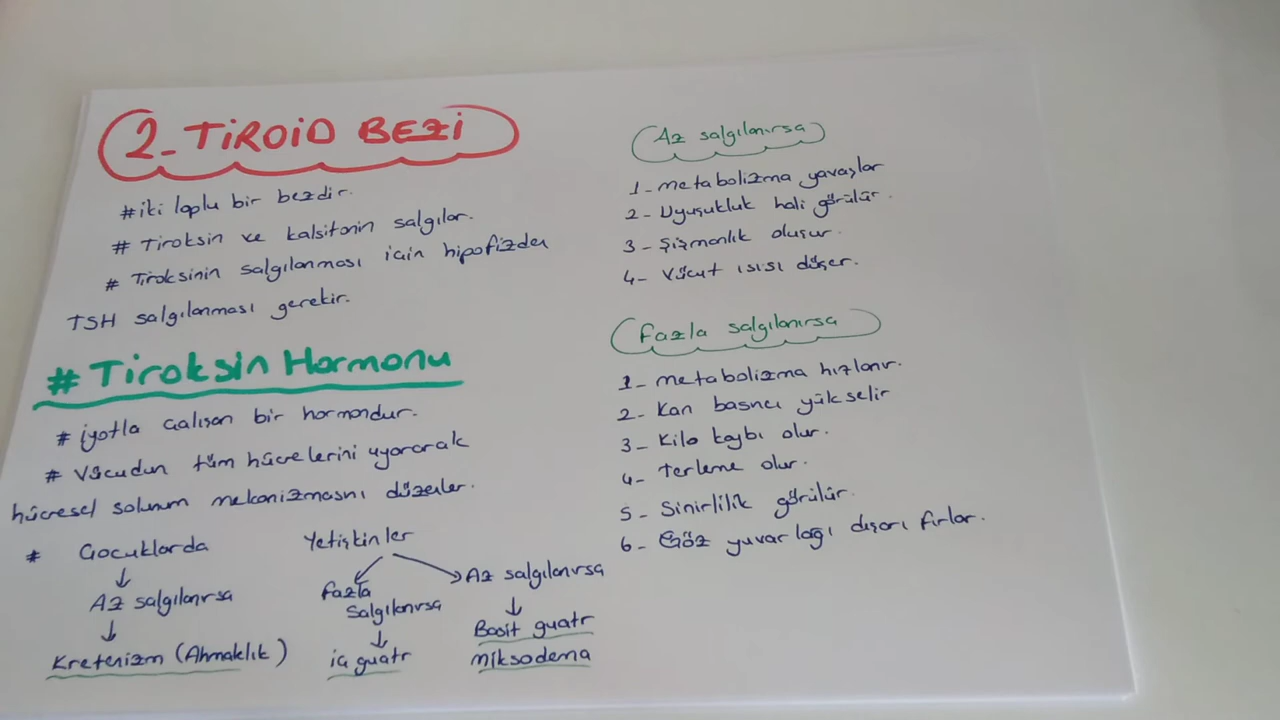 2_TİROİD BEZİ
#iki loplu bir bezdir.
# Tiroksin ve kalsitonin salgılar.
# Tiroksinin salgılanması için hipofizden
TSH salgılanması gerekir.
# Tiroksin Hormonu
# iyotla çalışan bir hormondur.
# Vücudun tüm hücrelerini uyararak
hücresel solunum mekanizmasını düzenler.
# Çocuklarda
↓
Az salgılanırsa
↓
Kretenizm (Ahmaklık)
Yetişkinler
Fazla
salgılanırsa
↓
iç guatr
Az salgılanırsa
↓
Basit guatr
miksodema
Az salgılanırsa
1- metabolizma yavaşlar
2- Uyuşukluk hali görülür.
3- Şişmanlık oluşur.
4- Vücut ısısı düşer.
Fazla salgılanırsa
1- metabolizma hızlanır.
2- Kan basıncı yükselir
3- Kilo kaybı olur.
4- Terleme olur.
5- Sinirlilik görülür.
6- Göz yuvarlağı dışarı fırlar.